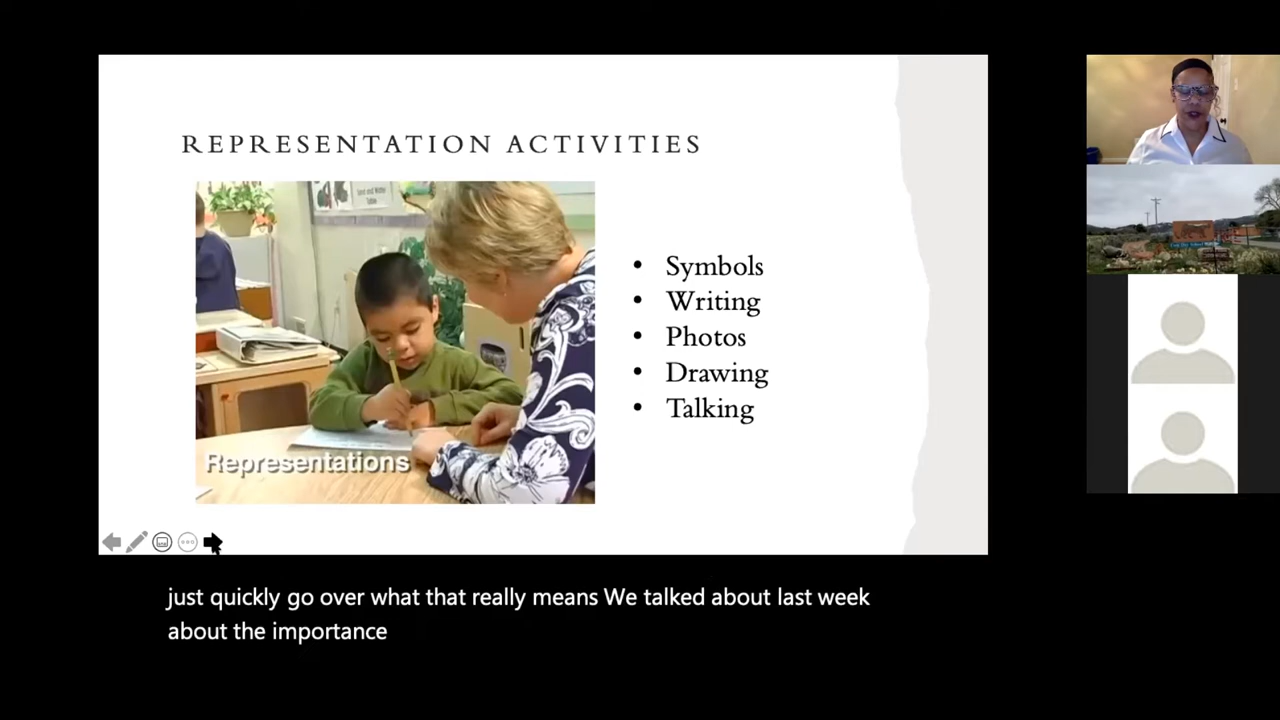 REPRESENTATION ACTIVITIES
• Symbols
• Writing
• Photos
• Drawing
• Talking
Representations
just quickly go over what that really means We talked about last week
about the importance